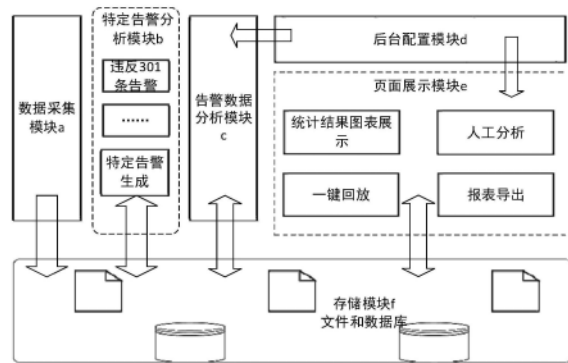 数据采集
模块a
特定告警分
析模块b
违反301
条告警
……
特定告警
生成
告警数据
分析模块
c
后台配置模块d
页面展示模块e
统计结果图表展
示
人工分析
一键回放
报表导出
存储模块f
文件和数据库